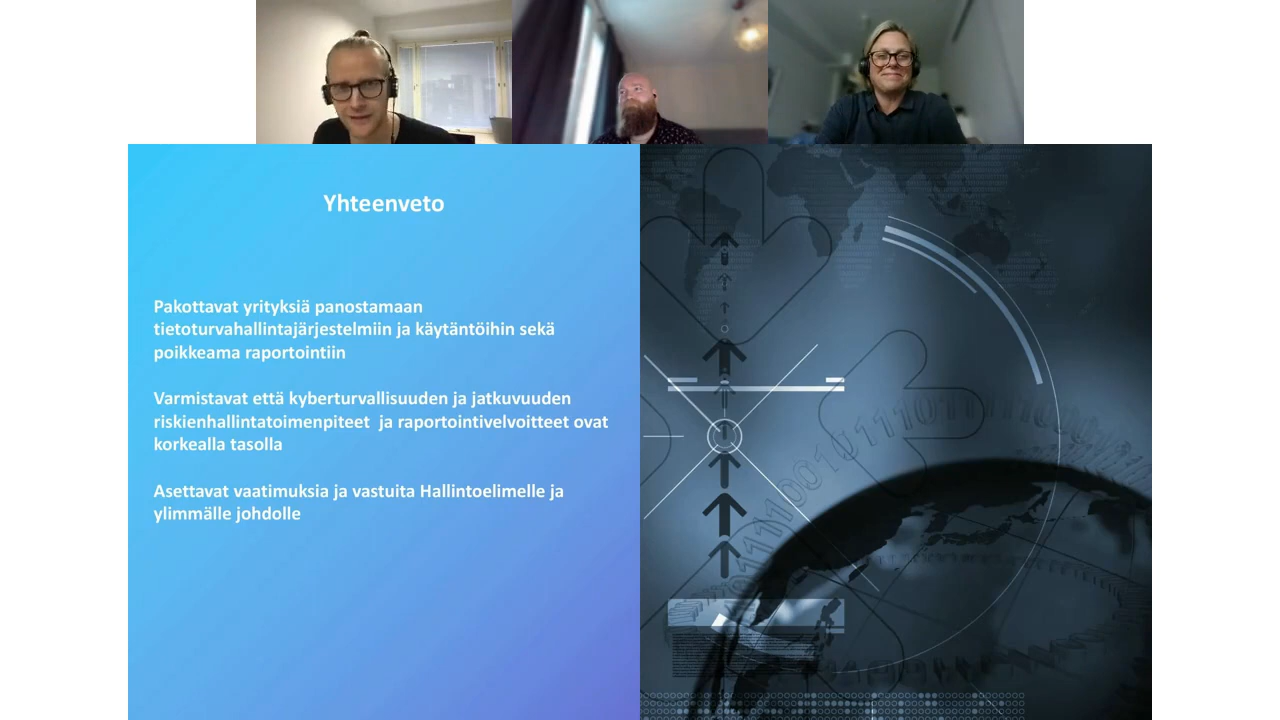 Yhteenveto
Pakottavat yrityksiä panostamaan
tietoturvahallintajärjestelmiin ja käytäntöihin sekä
poikkeama raportointiin
Varmistavat että kyberturvallisuuden ja jatkuvuuden
riskienhallintatoimenpiteet  ja raportointivelvoitteet ovat
korkealla tasolla
Asettavat vaatimuksia ja vastuita Hallintoelimelle ja
ylimmälle johdolle